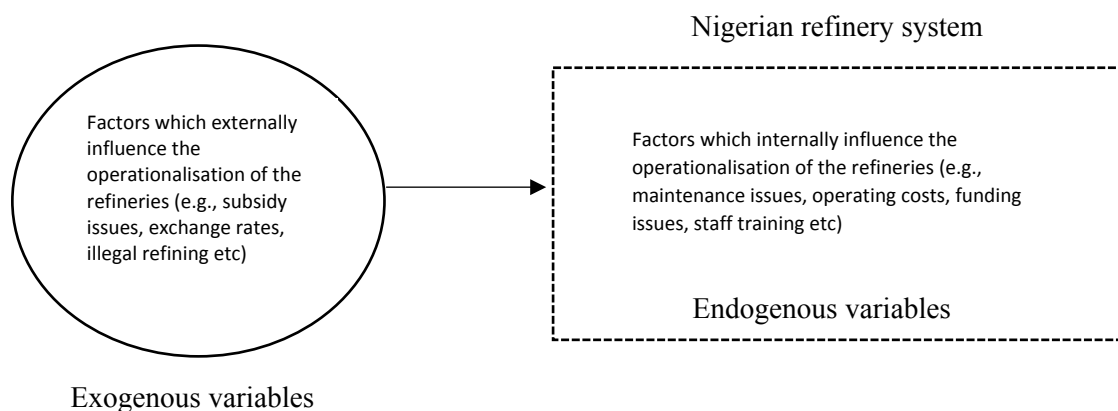 Nigerian refinery system
Factors which externally
influence the
operationalisation of the
refineries (e.g., subsidy
issues, exchange rates,
illegal refining etc)
Factors which internally influence the
operationalisation of the refineries (e.g.,
maintenance issues, operating costs, funding
issues, staff training etc)
Endogenous variables
Exogenous variables